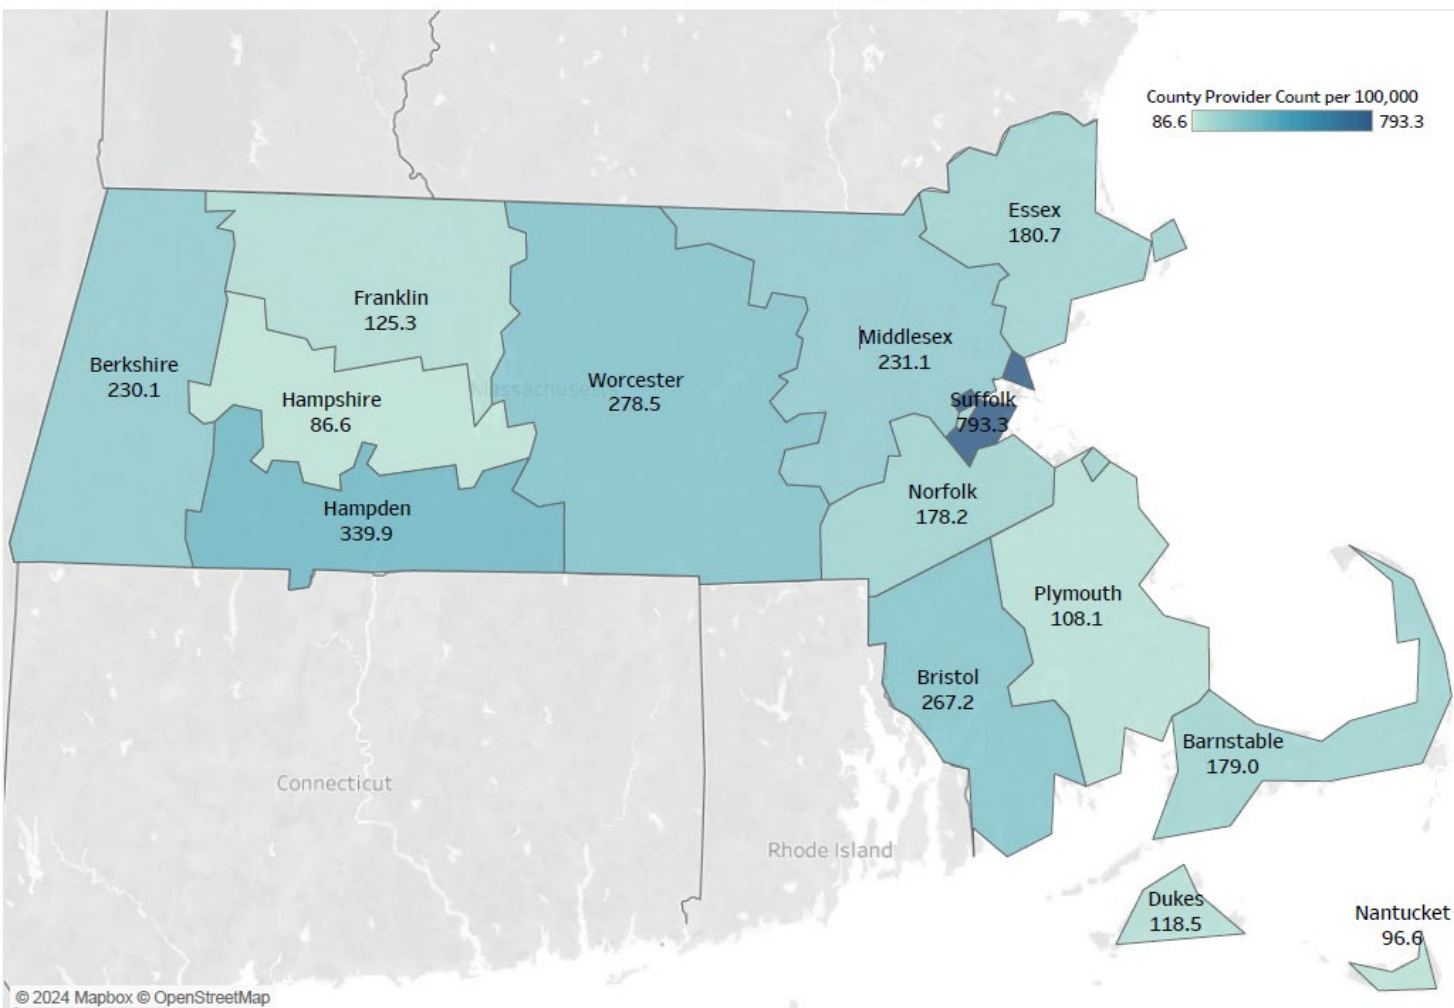 County Provider Count per 100,000
86.6 793.3
Essex
180.7
Franklin
125.3
Middlesex
231.1
Berkshire
230.1
Worcester
278.5
Massachusetts
Hampshire
86.6
Suffolk
793.3
Norfolk
178.2
Hampden
339.9
Plymouth
108.1
Bristol
267.2
Barnstable
179.0
Connecticut
Rhode Island
Dukes
118.5
Nantucket
96.6
© 2024 Mapbox © OpenStreetMap